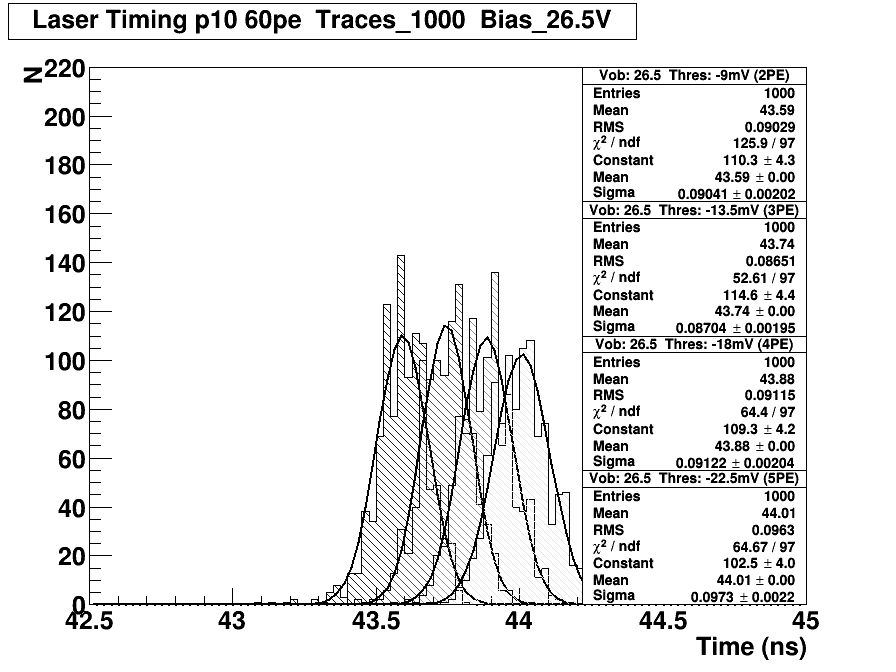 Laser Timing p10 60pe Traces_1000 Bias_26.5V
N
220
200
180
160
140
120
100
80
60
40
20
0
42.5 43 43.5 44 44.5 45
Time (ns)
Vob: 26.5 Thres: -9mV (2PE)
Entries 1000
Mean 43.59
RMS 0.09029
χ² / ndf 125.9 / 97
Constant 110.3 ± 4.3
Mean 43.59 ± 0.00
Sigma 0.09041 ± 0.00202
Vob: 26.5 Thres: -13.5mV (3PE)
Entries 1000
Mean 43.74
RMS 0.08651
χ² / ndf 52.61 / 97
Constant 114.6 ± 4.4
Mean 43.74 ± 0.00
Sigma 0.08704 ± 0.00195
Vob: 26.5 Thres: -18mV (4PE)
Entries 1000
Mean 43.88
RMS 0.09115
χ² / ndf 64.4 / 97
Constant 109.3 ± 4.2
Mean 43.88 ± 0.00
Sigma 0.09122 ± 0.00204
Vob: 26.5 Thres: -22.5mV (5PE)
Entries 1000
Mean 44.01
RMS 0.0963
χ² / ndf 64.67 / 97
Constant 102.5 ± 4.0
Mean 44.01 ± 0.00
Sigma 0.0973 ± 0.0022